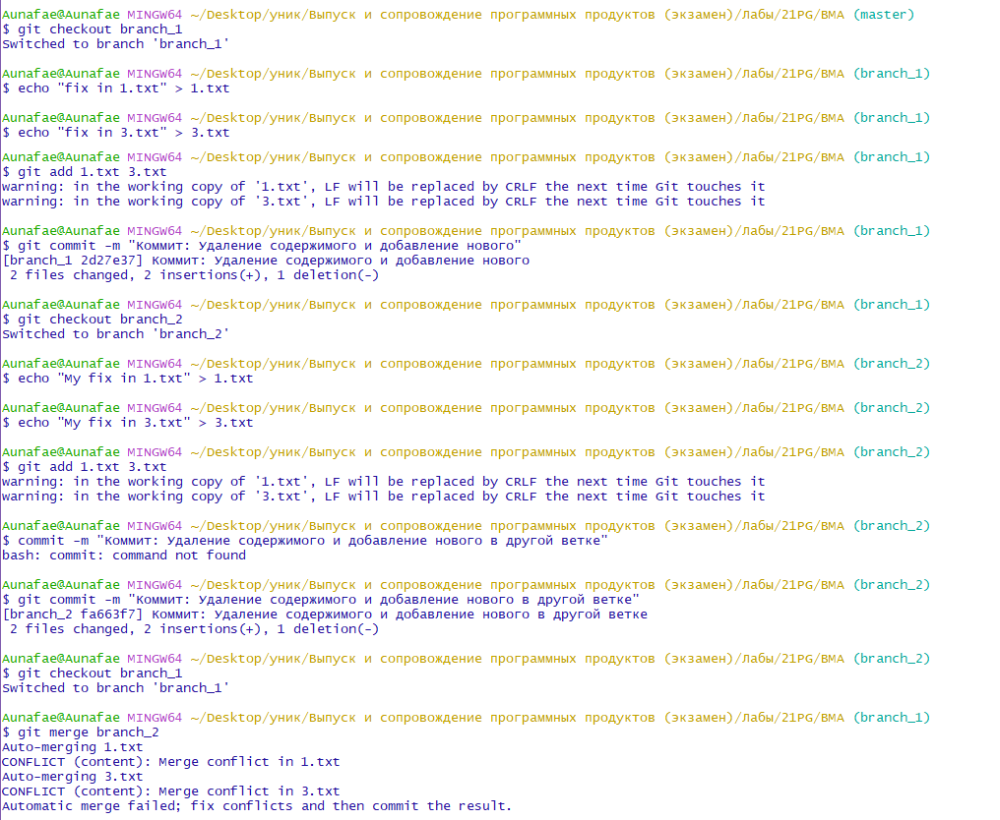 Aunafae@Aunafae MINGW64 ~/Desktop/уник/Выпуск и сопровождение программных продуктов (экзамен)/Лабы/21PG/BMA (master)
$ git checkout branch_1
Switched to branch 'branch_1'
Aunafae@Aunafae MINGW64 ~/Desktop/уник/Выпуск и сопровождение программных продуктов (экзамен)/Лабы/21PG/BMA (branch_1)
$ echo "fix in 1.txt" > 1.txt
Aunafae@Aunafae MINGW64 ~/Desktop/уник/Выпуск и сопровождение программных продуктов (экзамен)/Лабы/21PG/BMA (branch_1)
$ echo "fix in 3.txt" > 3.txt
Aunafae@Aunafae MINGW64 ~/Desktop/уник/Выпуск и сопровождение программных продуктов (экзамен)/Лабы/21PG/BMA (branch_1)
$ git add 1.txt 3.txt
warning: in the working copy of '1.txt', LF will be replaced by CRLF the next time Git touches it
warning: in the working copy of '3.txt', LF will be replaced by CRLF the next time Git touches it
Aunafae@Aunafae MINGW64 ~/Desktop/уник/Выпуск и сопровождение программных продуктов (экзамен)/Лабы/21PG/BMA (branch_1)
$ git commit -m "Коммит: Удаление содержимого и добавление нового"
[branch_1 2d27e37] Коммит: Удаление содержимого и добавление нового
 2 files changed, 2 insertions(+), 1 deletion(-)
Aunafae@Aunafae MINGW64 ~/Desktop/уник/Выпуск и сопровождение программных продуктов (экзамен)/Лабы/21PG/BMA (branch_1)
$ git checkout branch_2
Switched to branch 'branch_2'
Aunafae@Aunafae MINGW64 ~/Desktop/уник/Выпуск и сопровождение программных продуктов (экзамен)/Лабы/21PG/BMA (branch_2)
$ echo "My fix in 1.txt" > 1.txt
Aunafae@Aunafae MINGW64 ~/Desktop/уник/Выпуск и сопровождение программных продуктов (экзамен)/Лабы/21PG/BMA (branch_2)
$ echo "My fix in 3.txt" > 3.txt
Aunafae@Aunafae MINGW64 ~/Desktop/уник/Выпуск и сопровождение программных продуктов (экзамен)/Лабы/21PG/BMA (branch_2)
$ git add 1.txt 3.txt
warning: in the working copy of '1.txt', LF will be replaced by CRLF the next time Git touches it
warning: in the working copy of '3.txt', LF will be replaced by CRLF the next time Git touches it
Aunafae@Aunafae MINGW64 ~/Desktop/уник/Выпуск и сопровождение программных продуктов (экзамен)/Лабы/21PG/BMA (branch_2)
$ commit -m "Коммит: Удаление содержимого и добавление нового в другой ветке"
bash: commit: command not found
Aunafae@Aunafae MINGW64 ~/Desktop/уник/Выпуск и сопровождение программных продуктов (экзамен)/Лабы/21PG/BMA (branch_2)
$ git commit -m "Коммит: Удаление содержимого и добавление нового в другой ветке"
[branch_2 fa663f7] Коммит: Удаление содержимого и добавление нового в другой ветке
 2 files changed, 2 insertions(+), 1 deletion(-)
Aunafae@Aunafae MINGW64 ~/Desktop/уник/Выпуск и сопровождение программных продуктов (экзамен)/Лабы/21PG/BMA (branch_2)
$ git checkout branch_1
Switched to branch 'branch_1'
Aunafae@Aunafae MINGW64 ~/Desktop/уник/Выпуск и сопровождение программных продуктов (экзамен)/Лабы/21PG/BMA (branch_1)
$ git merge branch_2
Auto-merging 1.txt
CONFLICT (content): Merge conflict in 1.txt
Auto-merging 3.txt
CONFLICT (content): Merge conflict in 3.txt
Automatic merge failed; fix conflicts and then commit the result.